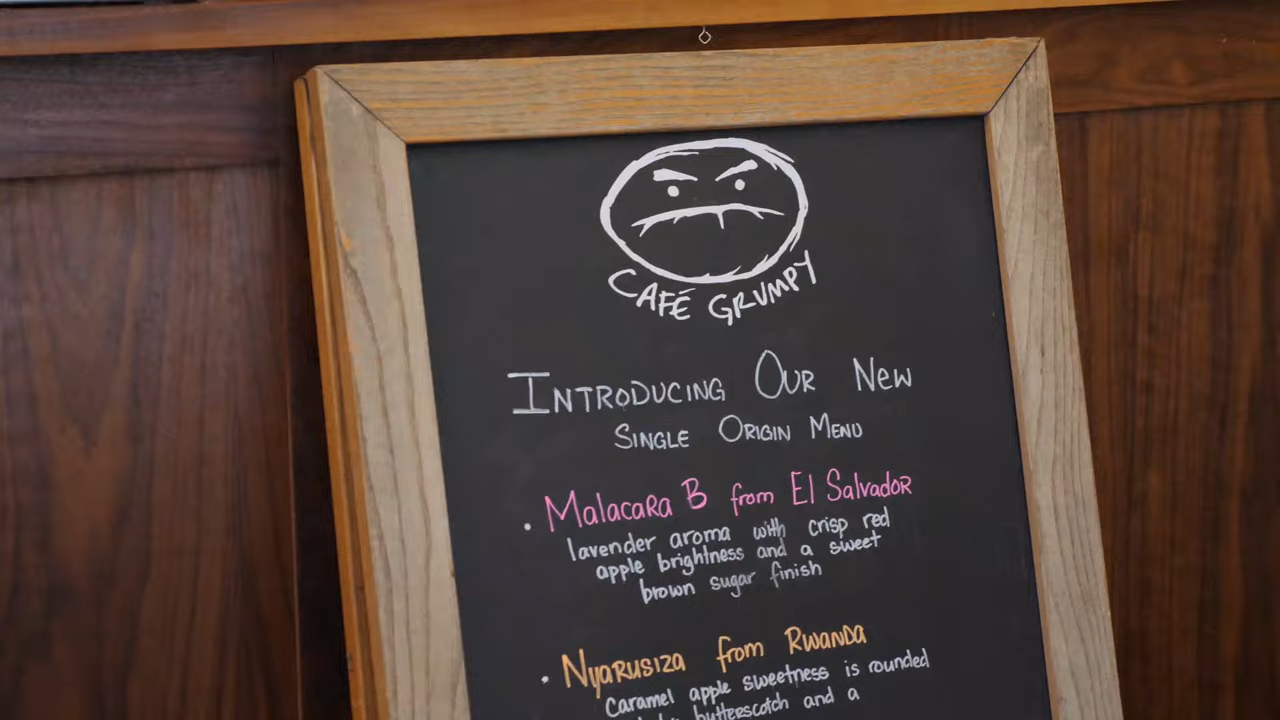 CAFÉ GRUMPY
INTRODUCING OUR NEW
SINGLE ORIGIN MENU
• MALACARA B from El Salvador
lavender aroma with crisp red
apple brightness and a sweet
brown sugar finish
• NYARUSIZA from RWANDA
Caramel apple sweetness is rounded
butterscotch and a